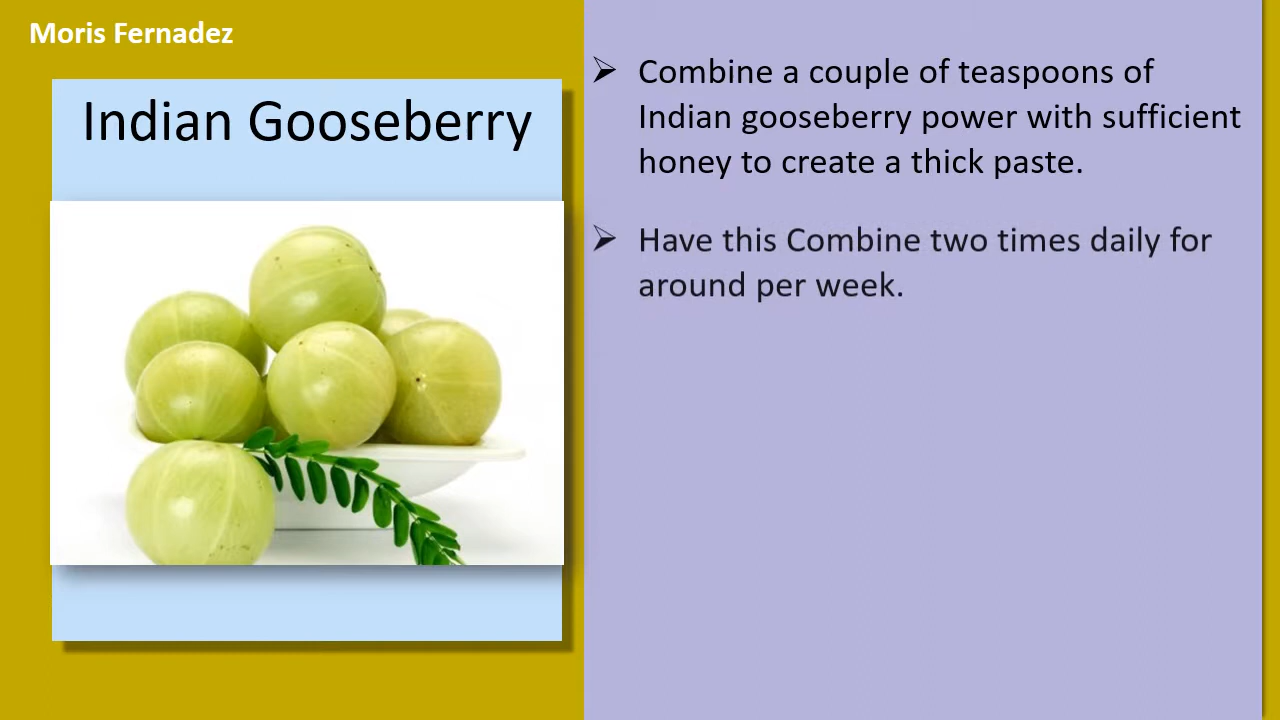 Moris Fernadez
Indian Gooseberry
➢ Combine a couple of teaspoons of
Indian gooseberry power with sufficient
honey to create a thick paste.
➢ Have this Combine two times daily for
around per week.